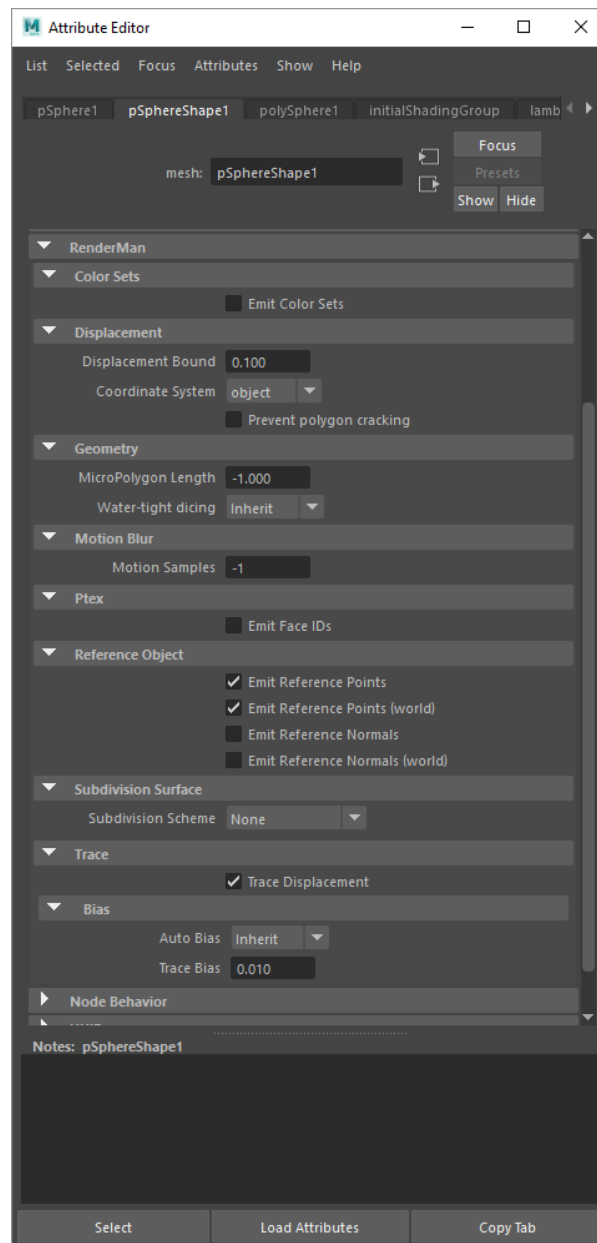 Attribute Editor
List Selected Focus Attributes Show Help
pSphere1 pSphereShape1 polySphere1 initialShadingGroup lamb
Focus
mesh: pSphereShape1
Presets
Show Hide
RenderMan
Color Sets
Emit Color Sets
Displacement
Displacement Bound 0.100
Coordinate System object
Prevent polygon cracking
Geometry
MicroPolygon Length -1.000
Water-tight dicing Inherit
Motion Blur
Motion Samples -1
Ptex
Emit Face IDs
Reference Object
Emit Reference Points
Emit Reference Points (world)
Emit Reference Normals
Emit Reference Normals (world)
Subdivision Surface
Subdivision Scheme None
Trace
Trace Displacement
Bias
Auto Bias Inherit
Trace Bias 0.010
Node Behavior
Notes: pSphereShape1
Select Load Attributes Copy Tab